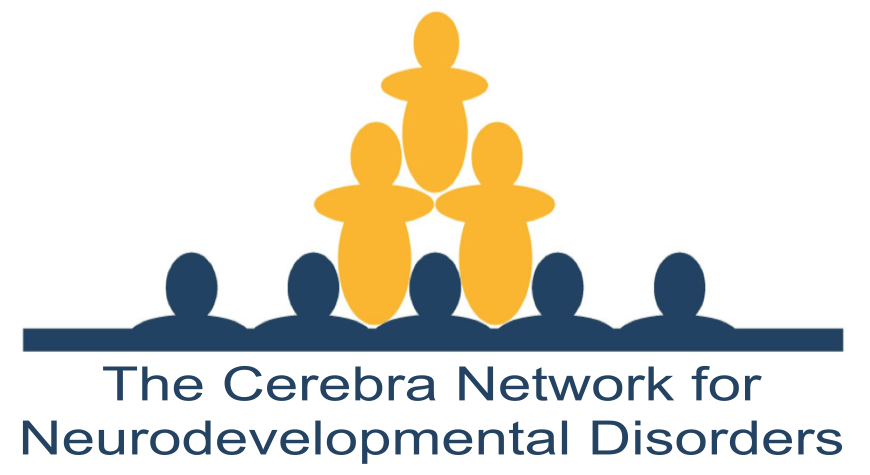 The Cerebra Network for
Neurodevelopmental Disorders